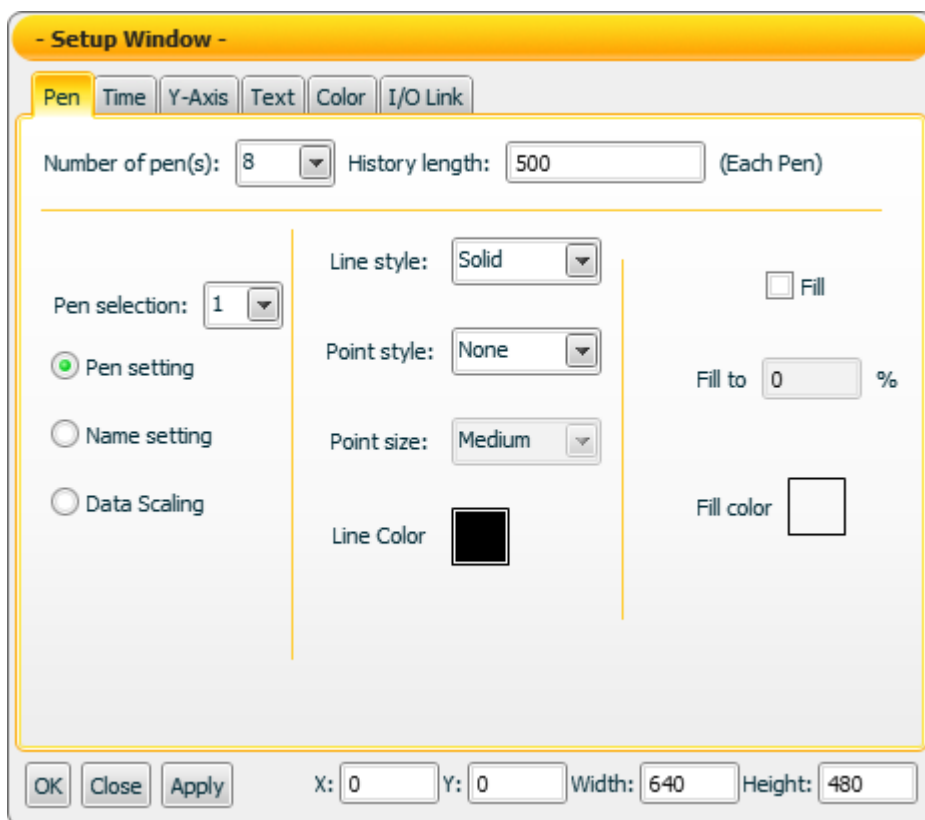 - Setup Window -
Pen Time Y-Axis Text Color I/O Link
Number of pen(s): 8 History length: 500 (Each Pen)
Line style: Solid
Fill
Pen selection: 1
Point style: None
Pen setting
Fill to 0 %
Name setting
Point size: Medium
Data Scaling
Fill color
Line Color
OK Close Apply X: 0 Y: 0 Width: 640 Height: 480